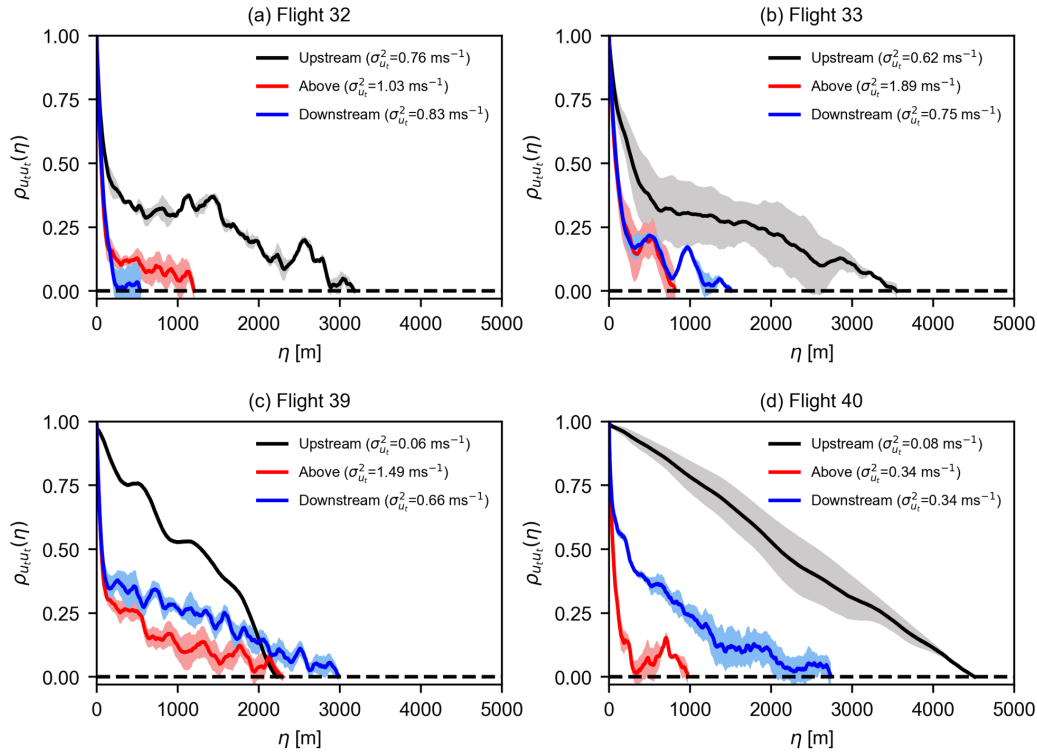 (a) Flight 32
1.00
0.75
0.50
0.25
0.00
ρ_{u_t u_t}(η)
Upstream (σ²_{u_t}=0.76 ms⁻¹)
Above (σ²_{u_t}=1.03 ms⁻¹)
Downstream (σ²_{u_t}=0.83 ms⁻¹)
0 1000 2000 3000 4000 5000
η [m]
(b) Flight 33
1.00
0.75
0.50
0.25
0.00
ρ_{u_t u_t}(η)
Upstream (σ²_{u_t}=0.62 ms⁻¹)
Above (σ²_{u_t}=1.89 ms⁻¹)
Downstream (σ²_{u_t}=0.75 ms⁻¹)
0 1000 2000 3000 4000 5000
η [m]
(c) Flight 39
1.00
0.75
0.50
0.25
0.00
ρ_{u_t u_t}(η)
Upstream (σ²_{u_t}=0.06 ms⁻¹)
Above (σ²_{u_t}=1.49 ms⁻¹)
Downstream (σ²_{u_t}=0.66 ms⁻¹)
0 1000 2000 3000 4000 5000
η [m]
(d) Flight 40
1.00
0.75
0.50
0.25
0.00
ρ_{u_t u_t}(η)
Upstream (σ²_{u_t}=0.08 ms⁻¹)
Above (σ²_{u_t}=0.34 ms⁻¹)
Downstream (σ²_{u_t}=0.34 ms⁻¹)
0 1000 2000 3000 4000 5000
η [m]